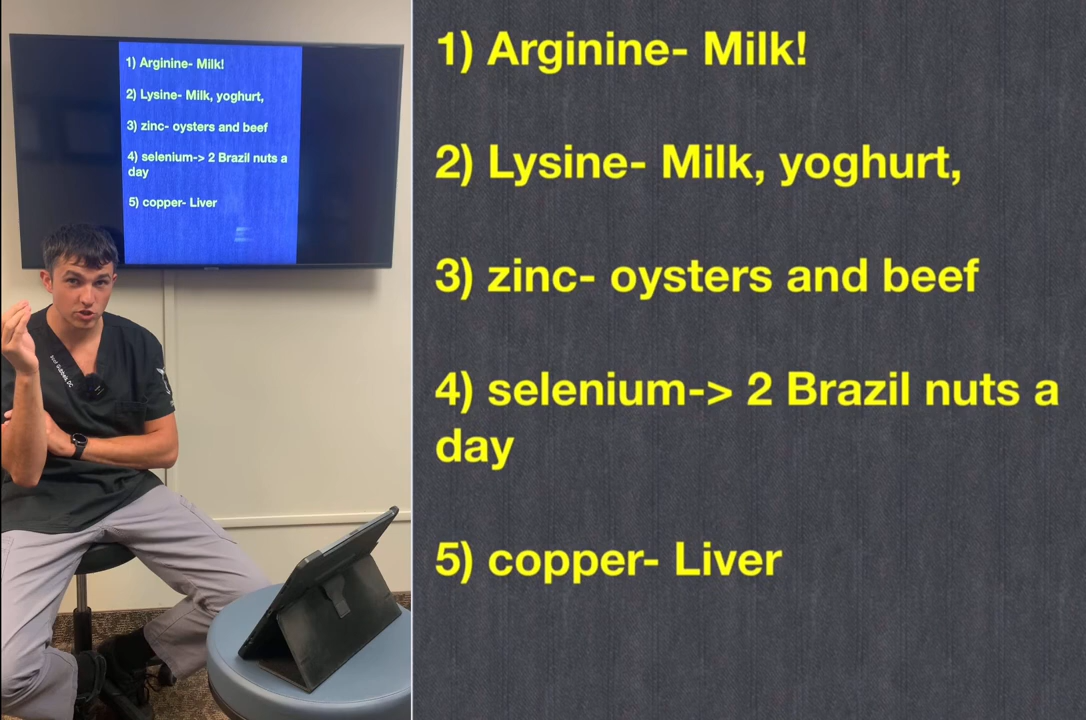 1) Arginine- Milk!
2) Lysine- Milk, yoghurt,
3) zinc- oysters and beef
4) selenium-> 2 Brazil nuts a
day
5) copper- Liver
1) Arginine- Milk!
2) Lysine- Milk, yoghurt,
3) zinc- oysters and beef
4) selenium-> 2 Brazil nuts a
day
5) copper- Liver